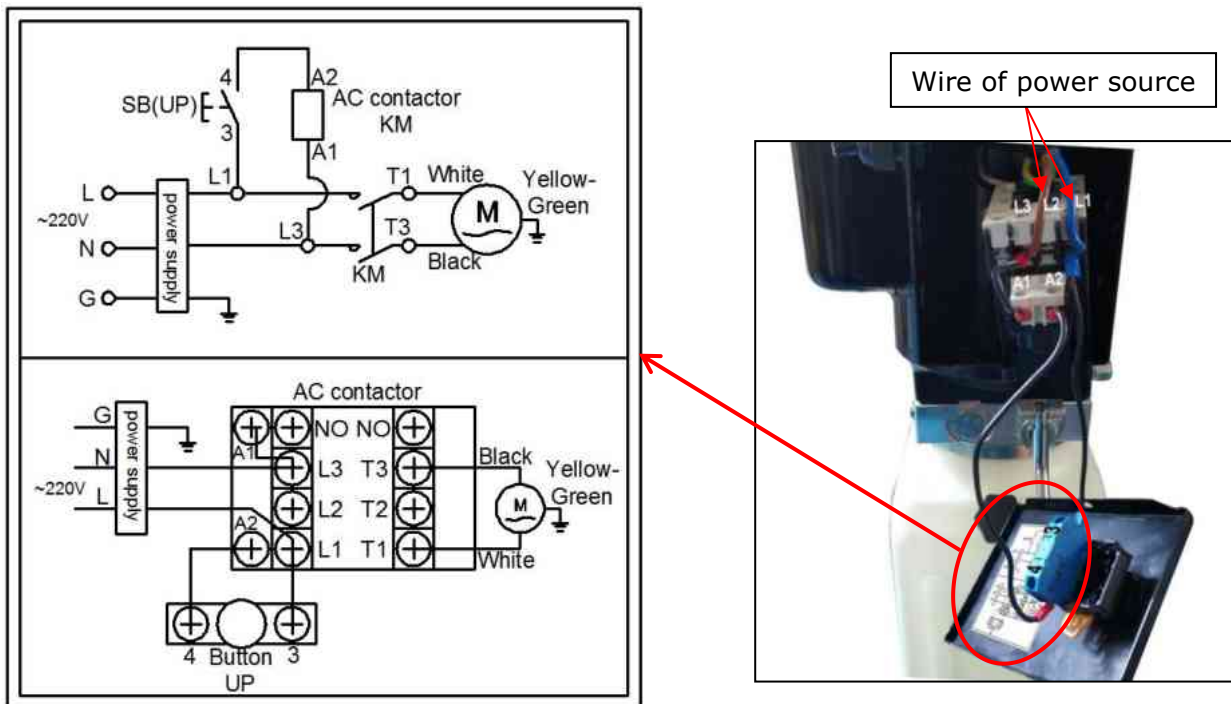 4
A2
SB(UP)
AC contactor
KM
3
A1
L
L1
T1
White
Yellow-
Green
~220V
power supply
M
N
L3
T3
KM
Black
G
AC contactor
G
power supply
A1
NO NO
N
L3 T3
Black
Yellow-
Green
~220V
L
L2 T2
M
A2
L1 T1
White
4 Button 3
UP
Wire of power source
L3 L2 L1
A1 A2
4 3